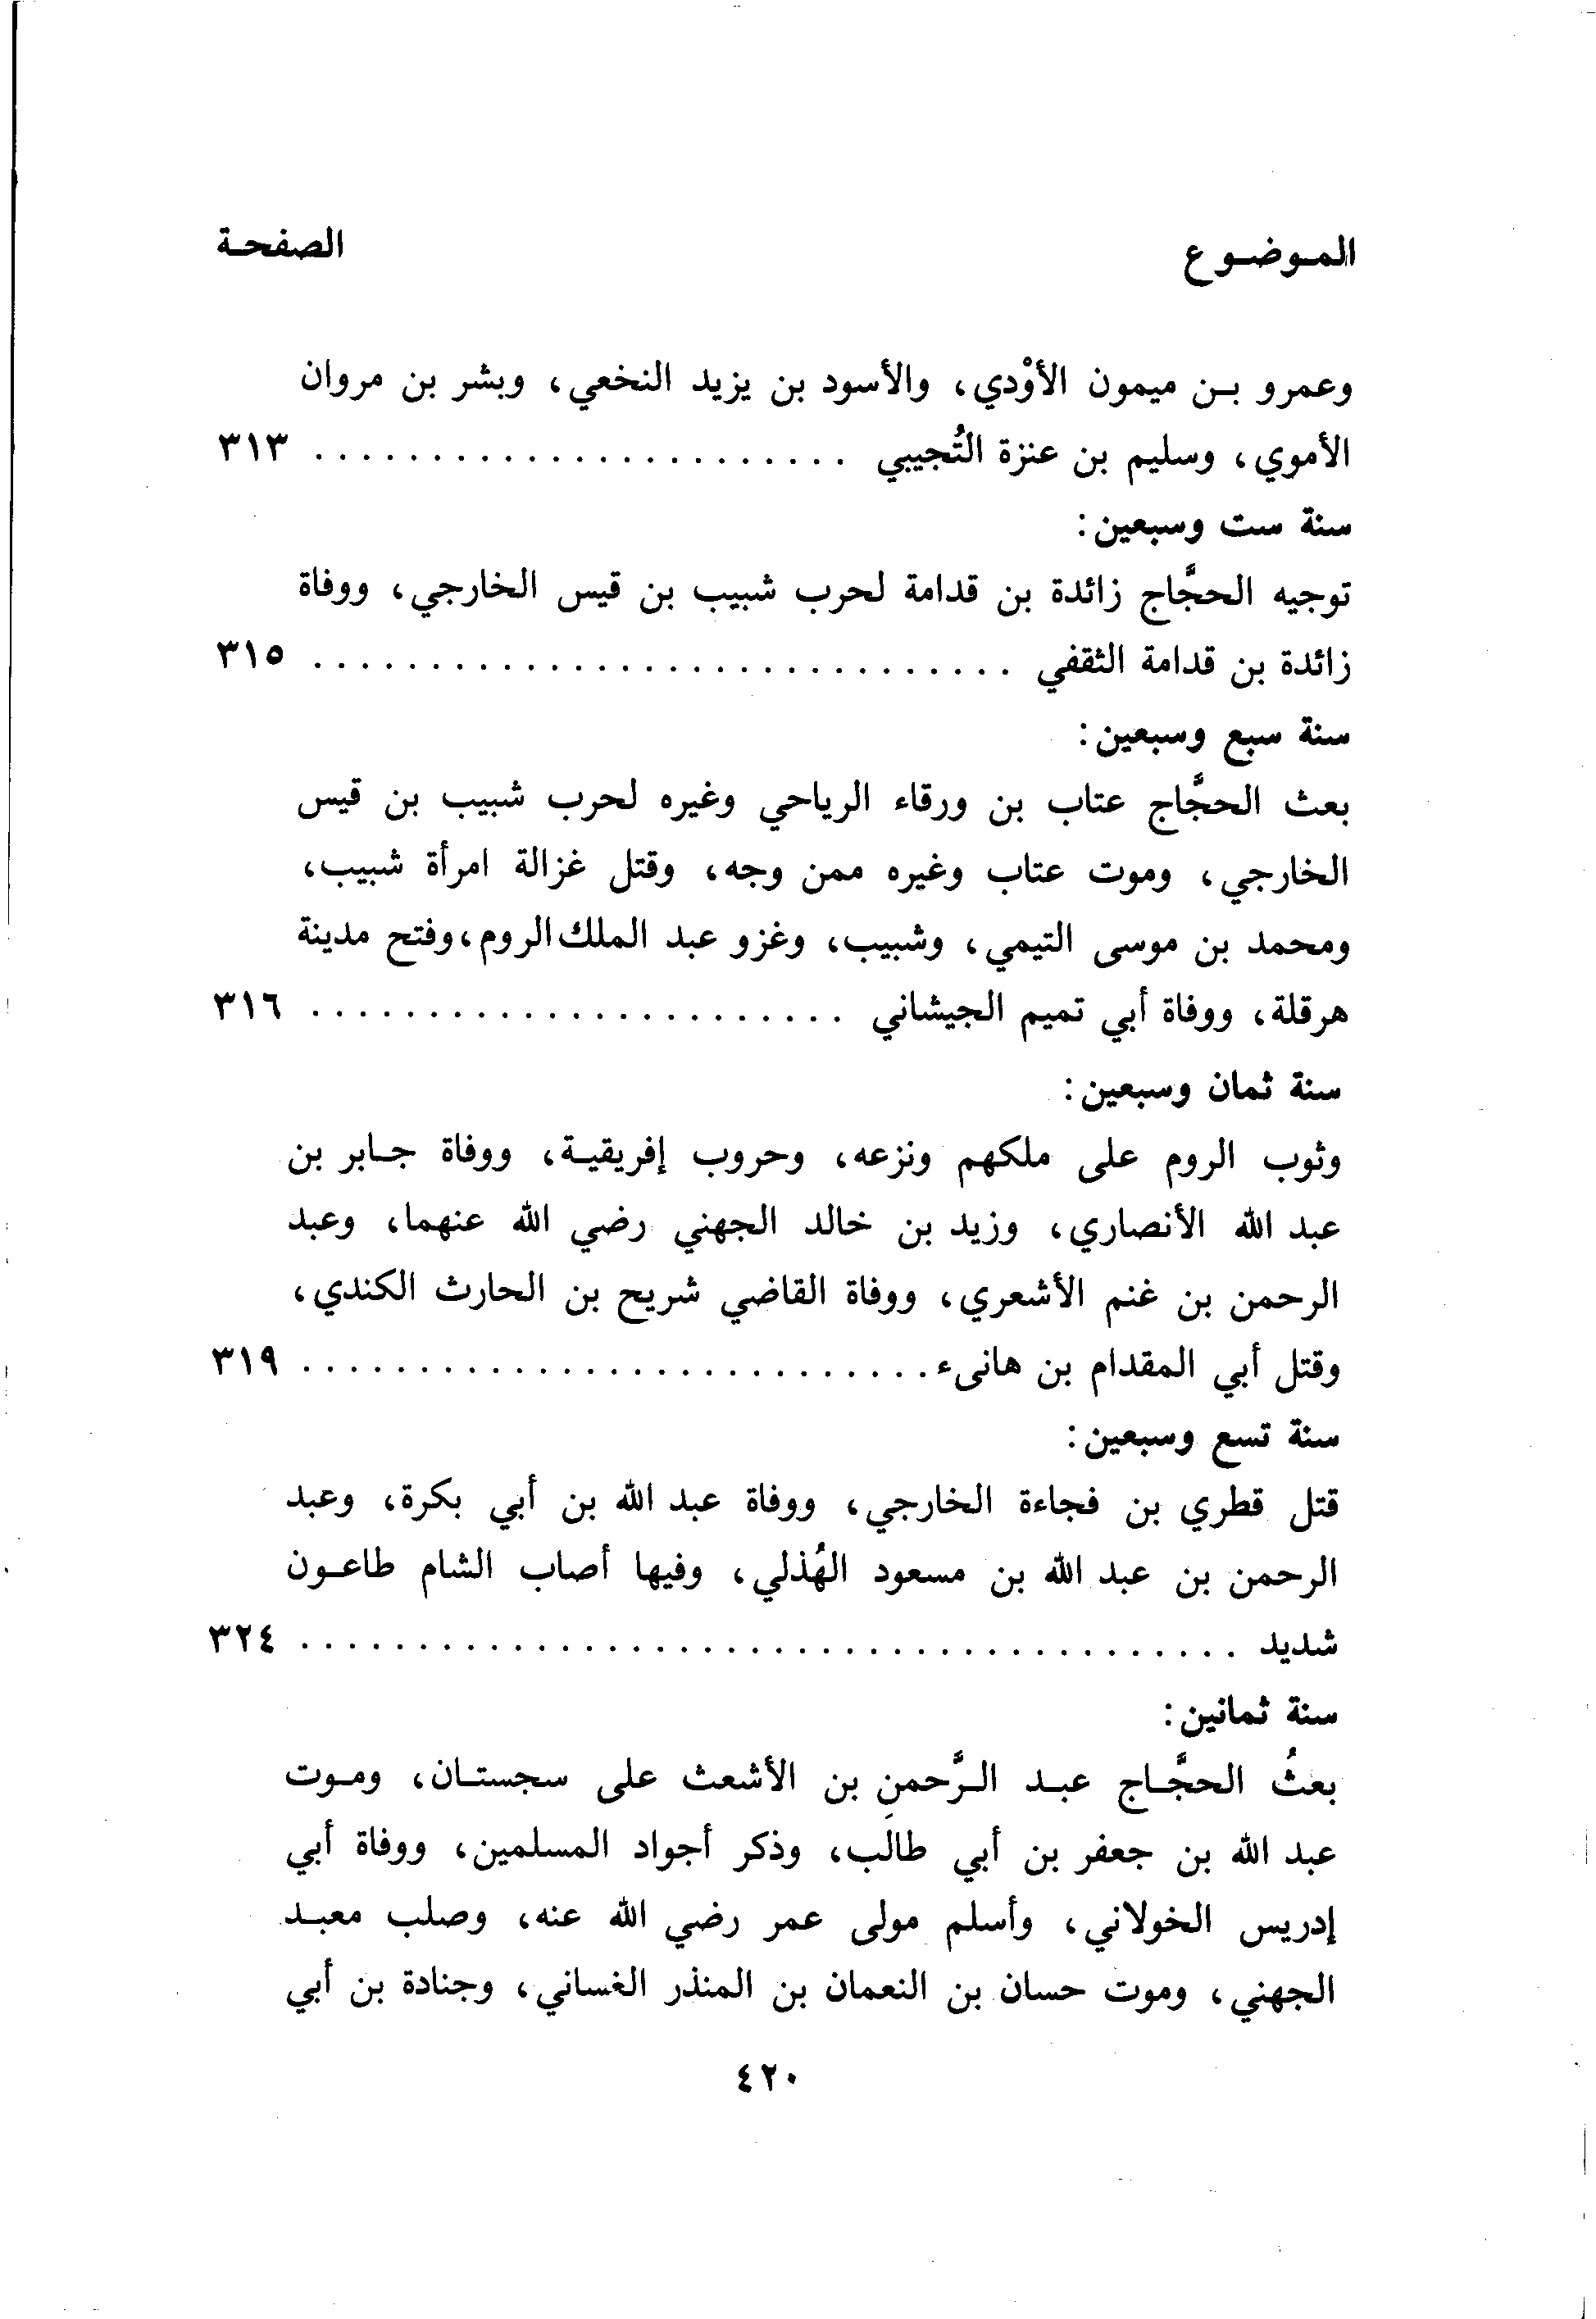 الموضوع الصفحة
وعمرو بن ميمون الأوْدي، والأسود بن يزيد النخعي، وبشر بن مروان
الأموي، وسليم بن عنزة التُجيبي . . . . . . . . . . . . . . . . . . . . . . . ٣١٣
سنة ست وسبعين:
توجيه الحجَّاج زائدة بن قدامة لحرب شبيب بن قيس الخارجي، ووفاة
زائدة بن قدامة الثقفي . . . . . . . . . . . . . . . . . . . . . . . . . . . . . . ٣١٥
سنة سبع وسبعين:
بعث الحجَّاج عتاب بن ورقاء الرياحي وغيره لحرب شبيب بن قيس
الخارجي، وموت عتاب وغيره ممن وجه، وقتل غزالة امرأة شبيب،
ومحمد بن موسى التيمي، وشبيب، وغزو عبد الملك الروم، وفتح مدينة
هرقلة، ووفاة أبي تميم الجيشاني . . . . . . . . . . . . . . . . . . . . . . . ٣١٦
سنة ثمان وسبعين:
وثوب الروم على ملكهم ونزعه، وحروب إفريقية، ووفاة جابر بن
عبد الله الأنصاري، وزيد بن خالد الجهني رضي الله عنهما، وعبد
الرحمن بن غنم الأشعري، ووفاة القاضي شريح بن الحارث الكندي،
وقتل أبي المقدام بن هانىء . . . . . . . . . . . . . . . . . . . . . . . . . . . ٣١٩
سنة تسع وسبعين:
قتل قطري بن فجاءة الخارجي، ووفاة عبد الله بن أبي بكرة، وعبد
الرحمن بن عبد الله بن مسعود الهُذلي، وفيها أصاب الشام طاعون
شديد . . . . . . . . . . . . . . . . . . . . . . . . . . . . . . . . . . . . . . . . ٣٢٤
سنة ثمانين:
بعثُ الحجَّاج عبد الرَّحمنِ بن الأشعث على سجستان، وموت
عبد الله بن جعفر بن أبي طالب، وذكر أجواد المسلمين، ووفاة أبي
إدريس الخولاني، وأسلم مولى عمر رضي الله عنه، وصلب معبد
الجهني، وموت حسان بن النعمان بن المنذر الغساني، وجنادة بن أبي
٤٢٠